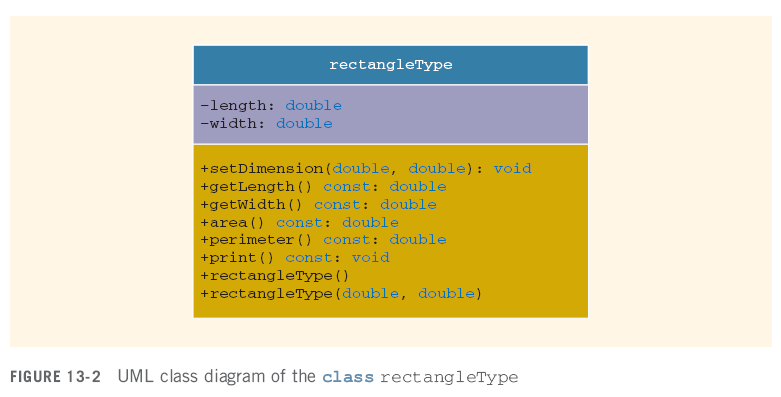 rectangleType
-length: double
-width: double
+setDimension(double, double): void
+getLength() const: double
+getWidth() const: double
+area() const: double
+perimeter() const: double
+print() const: void
+rectangleType()
+rectangleType(double, double)
FIGURE 13-2 UML class diagram of the class rectangleType